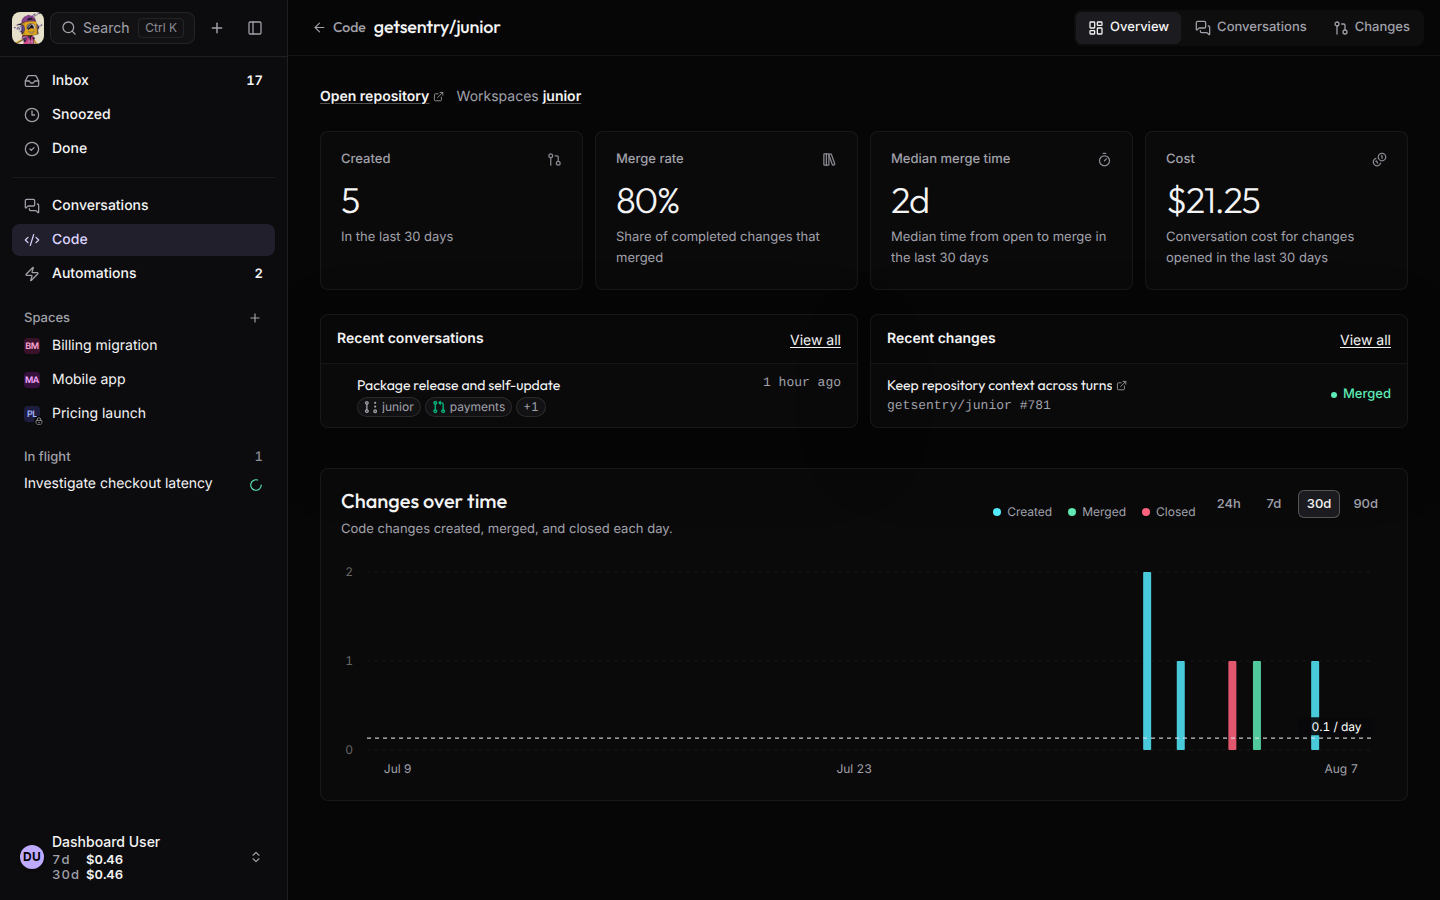 Search Ctrl K
Inbox 17
Snoozed
Done
Conversations
Code
Automations 2
Spaces
BM Billing migration
MA Mobile app
PL Pricing launch
In flight 1
Investigate checkout latency
DU Dashboard User
7d $0.46
30d $0.46
Code getsentry/junior
Overview Conversations Changes
Open repository Workspaces junior
Created
5
In the last 30 days
Merge rate
80%
Share of completed changes that
merged
Median merge time
2d
Median time from open to merge in
the last 30 days
Cost
$21.25
Conversation cost for changes
opened in the last 30 days
Recent conversations View all
Package release and self-update 1 hour ago
junior payments +1
Recent changes View all
Keep repository context across turns
getsentry/junior #781
Merged
Changes over time
Code changes created, merged, and closed each day.
Created Merged Closed 24h 7d 30d 90d
2
1
0.1 / day
0
Jul 9 Jul 23 Aug 7